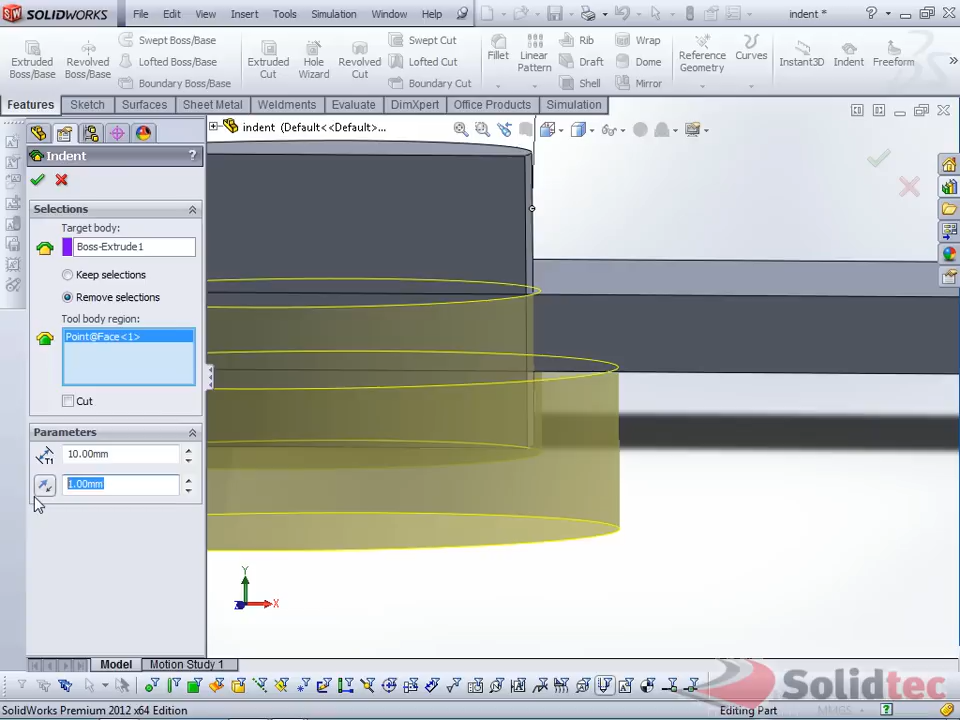 SOLIDWORKS File Edit View Insert Tools Simulation Window Help indent *
Extruded Boss/Base Revolved Boss/Base Swept Boss/Base Lofted Boss/Base Boundary Boss/Base Extruded Cut Hole Wizard Revolved Cut Swept Cut Lofted Cut Boundary Cut Fillet Linear Pattern Rib Draft Shell Wrap Dome Mirror Reference Geometry Curves Instant3D Indent Freeform
Features Sketch Surfaces Sheet Metal Weldments Evaluate DimXpert Office Products Simulation
indent (Default<<Default>...
Indent ?
Selections
Target body:
Boss-Extrude1
Keep selections
Remove selections
Tool body region:
Point@Face<1>
Cut
Parameters
10.00mm
1.00mm
Y
X
Z
Model Motion Study 1
Solidtec
SolidWorks Premium 2012 x64 Edition Editing Part MMGS